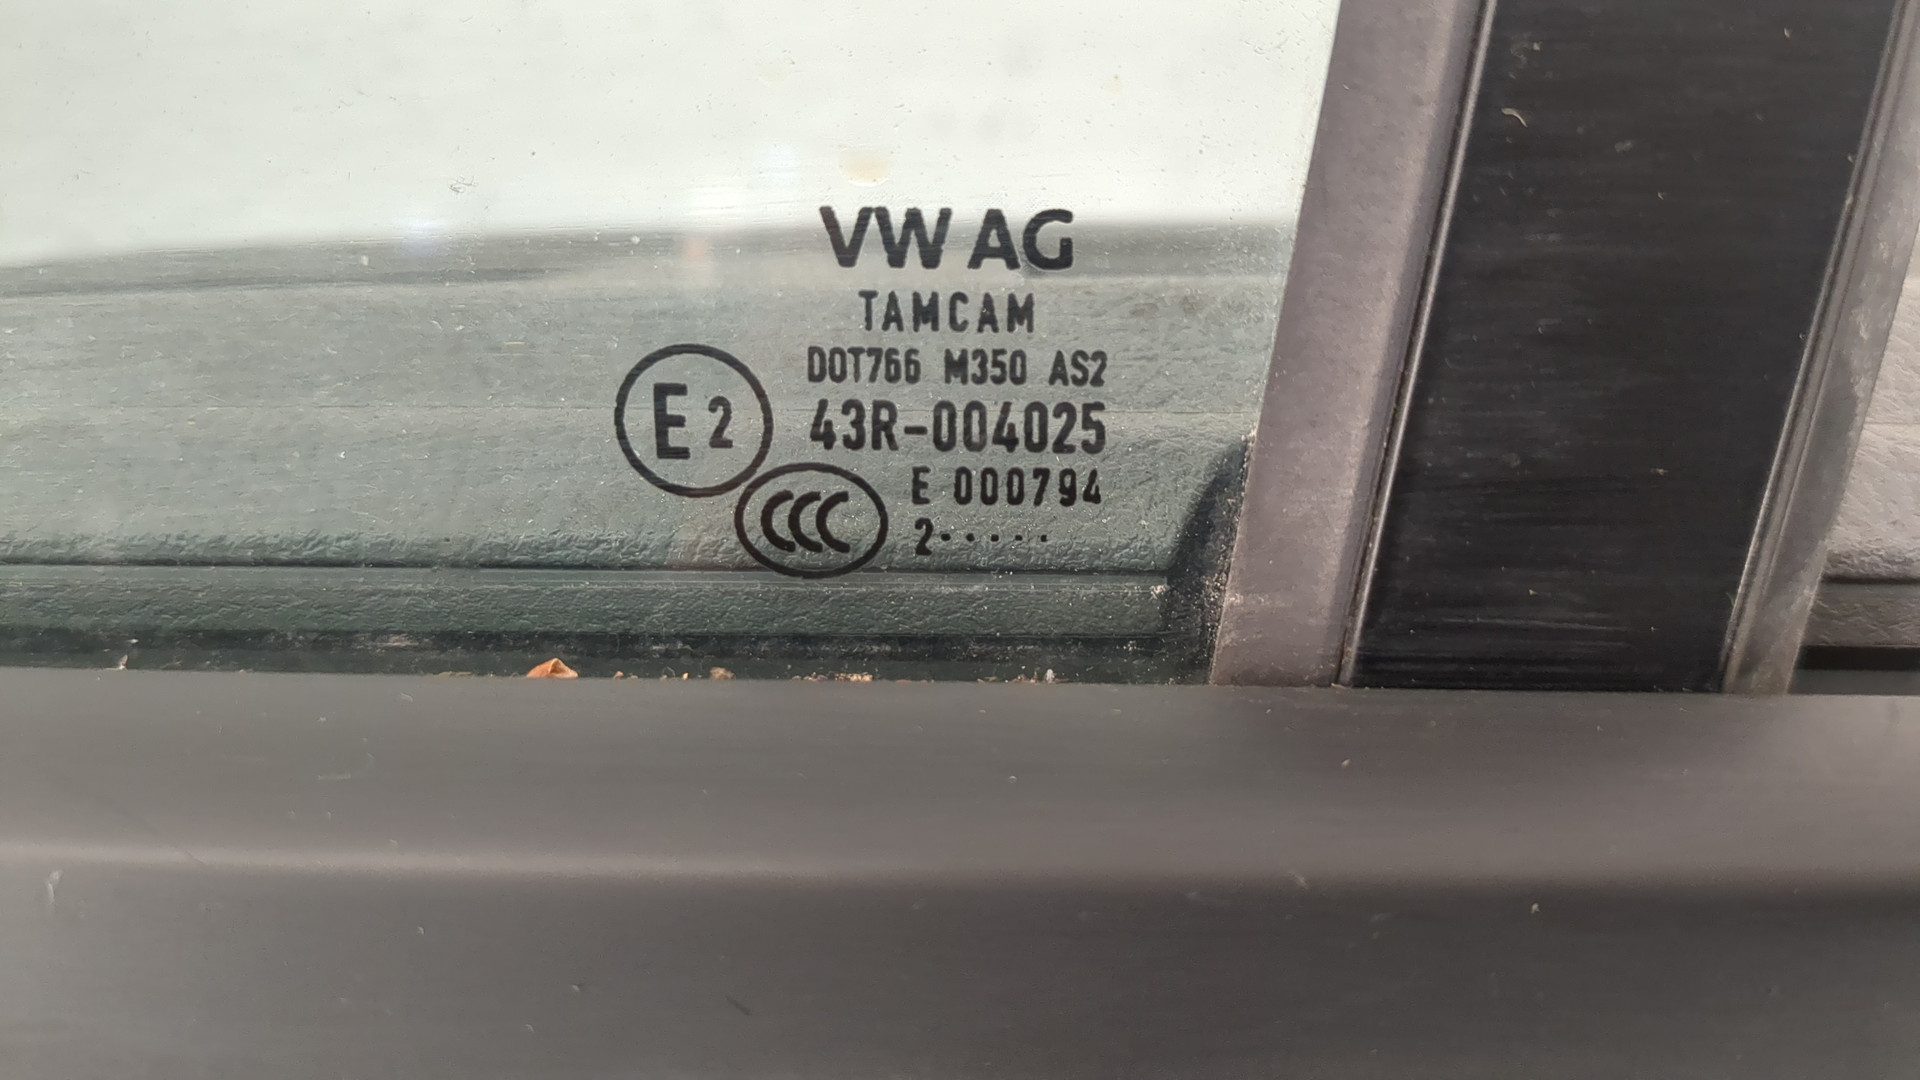 VW AG
TAMCAM
DOT766 M350 AS2
E2 43R-004025
CCC E 000794
2·····